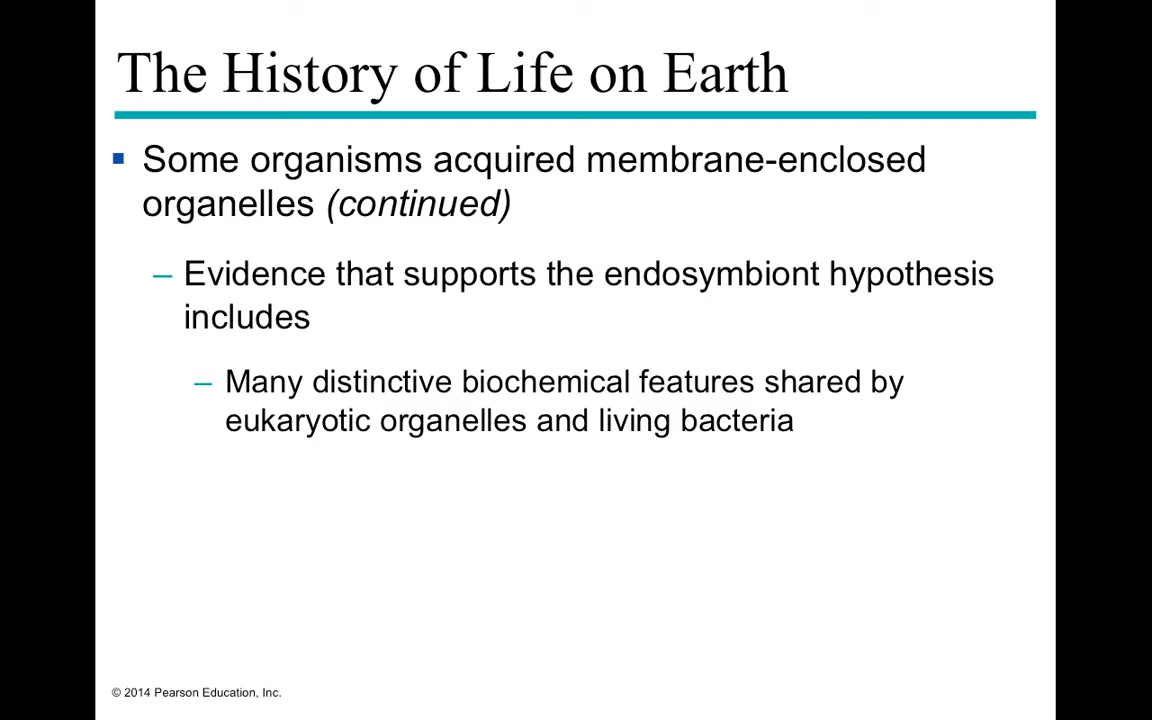 The History of Life on Earth
▪ Some organisms acquired membrane-enclosed
organelles (continued)
– Evidence that supports the endosymbiont hypothesis
includes
– Many distinctive biochemical features shared by
eukaryotic organelles and living bacteria
© 2014 Pearson Education, Inc.